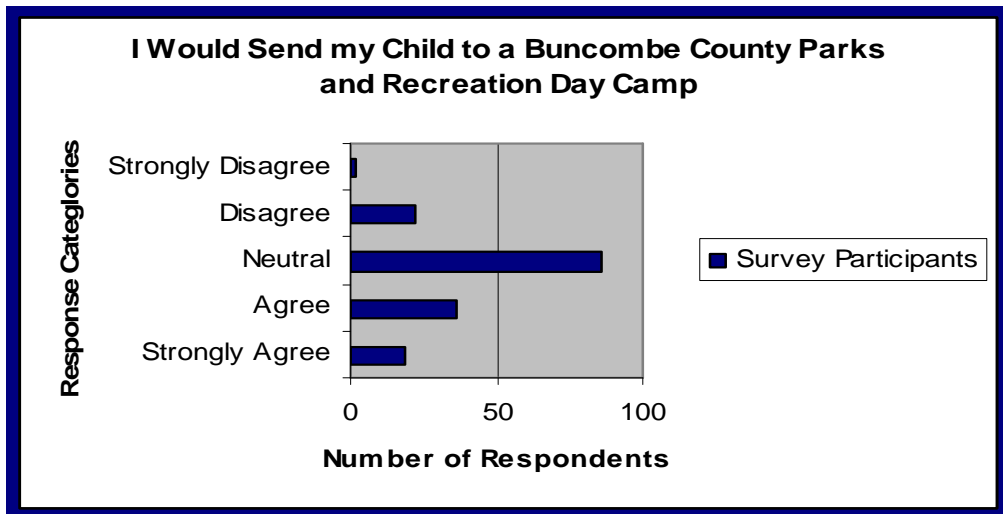 I Would Send my Child to a Buncombe County Parks
and Recreation Day Camp
Response Categlories
Strongly Disagree
Disagree
Neutral
Agree
Strongly Agree
0 50 100
Number of Respondents
Survey Participants